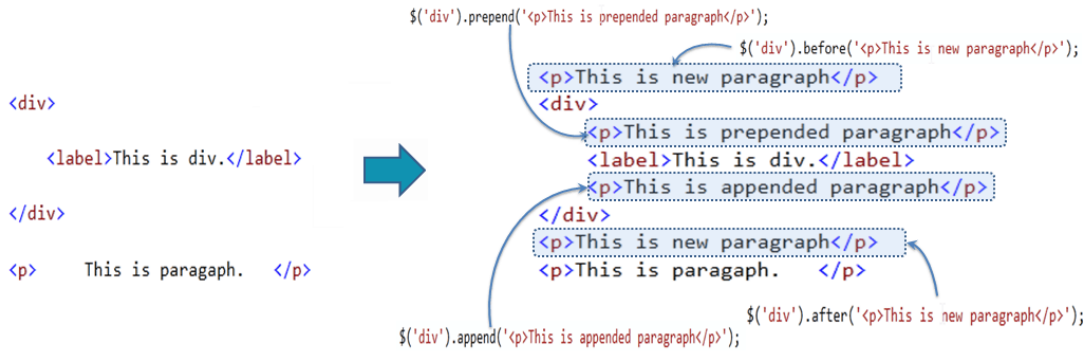 $('div').prepend('<p>This is prepended paragraph</p>');
$('div').before('<p>This is new paragraph</p>');
<div>
<label>This is div.</label>
</div>
<p> This is paragaph. </p>
<p>This is new paragraph</p>
<div>
<p>This is prepended paragraph</p>
<label>This is div.</label>
<p>This is appended paragraph</p>
</div>
<p>This is new paragraph</p>
<p>This is paragaph. </p>
$('div').after('<p>This is new paragraph</p>');
$('div').append('<p>This is appended paragraph</p>');